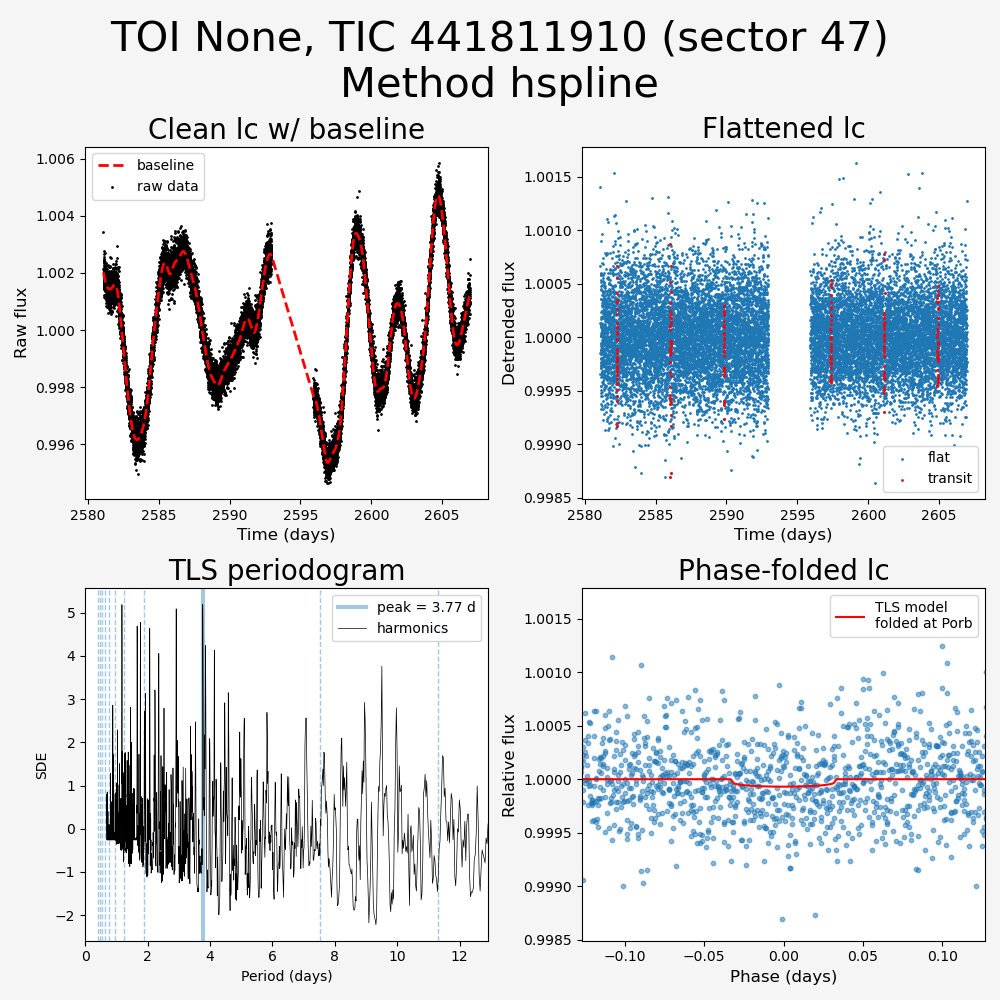 TOI None, TIC 441811910 (sector 47)
Method hspline
Clean lc w/ baseline
Raw flux
1.006
1.004
1.002
1.000
0.998
0.996
baseline
raw data
2580
2585
2590
2595
2600
2605
Time (days)
Flattened lc
Detrended flux
1.0015
1.0010
1.0005
1.0000
0.9995
0.9990
0.9985
flat
transit
2580
2585
2590
2595
2600
2605
Time (days)
TLS periodogram
SDE
5
4
3
2
1
0
−1
−2
peak = 3.77 d
harmonics
0
2
4
6
8
10
12
Period (days)
Phase-folded lc
Relative flux
1.0015
1.0010
1.0005
1.0000
0.9995
0.9990
0.9985
TLS model
folded at Porb
−0.10
−0.05
0.00
0.05
0.10
Phase (days)